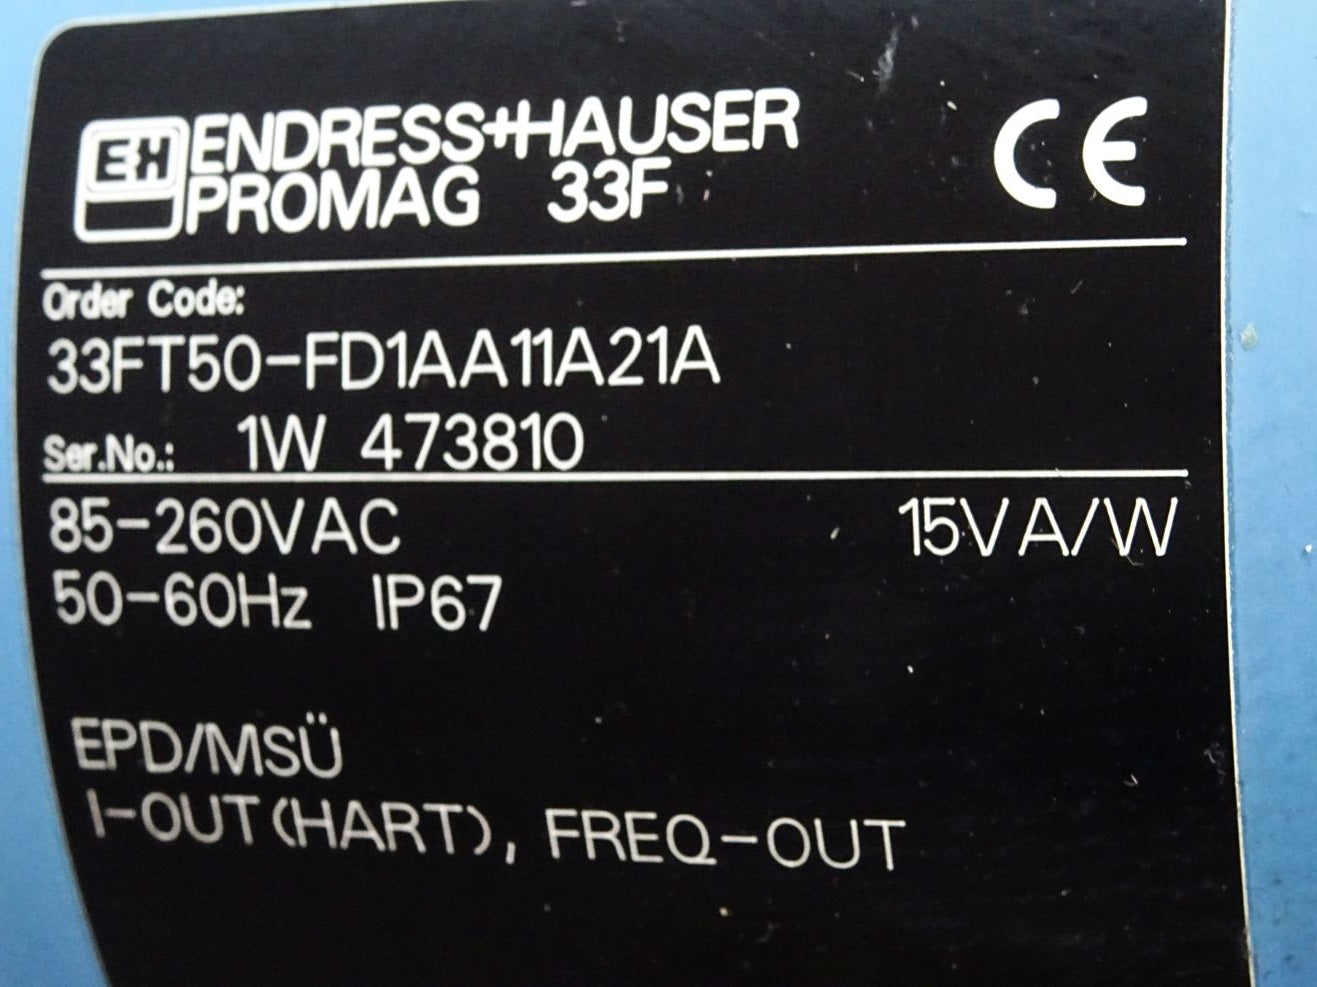 EH ENDRESS+HAUSER
PROMAG 33F
CE
Order Code:
33FT50-FD1AA11A21A
Ser.No.: 1W 473810
85-260VAC 15VA/W
50-60Hz IP67
EPD/MSÜ
I-OUT(HART), FREQ-OUT